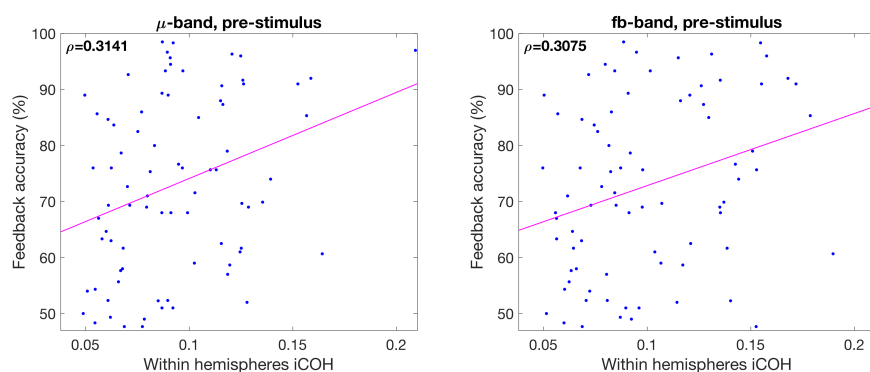 μ-band, pre-stimulus
ρ=0.3141
100
90
80
70
60
50
Feedback accuracy (%)
0.05
0.1
0.15
0.2
Within hemispheres iCOH
fb-band, pre-stimulus
ρ=0.3075
100
90
80
70
60
50
Feedback accuracy (%)
0.05
0.1
0.15
0.2
Within hemispheres iCOH